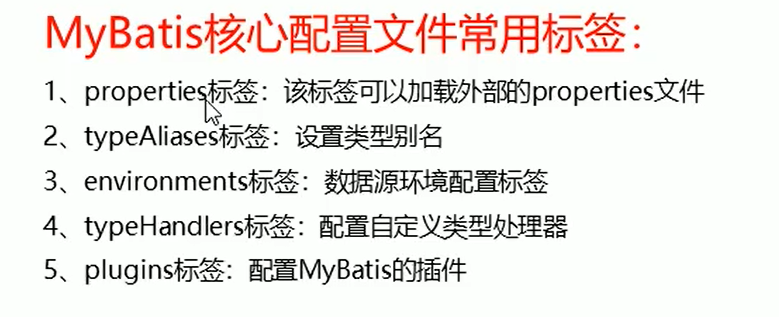 MyBatis核心配置文件常用标签：
1、properties标签：该标签可以加载外部的properties文件
2、typeAliases标签：设置类型别名
3、environments标签：数据源环境配置标签
4、typeHandlers标签：配置自定义类型处理器
5、plugins标签：配置MyBatis的插件